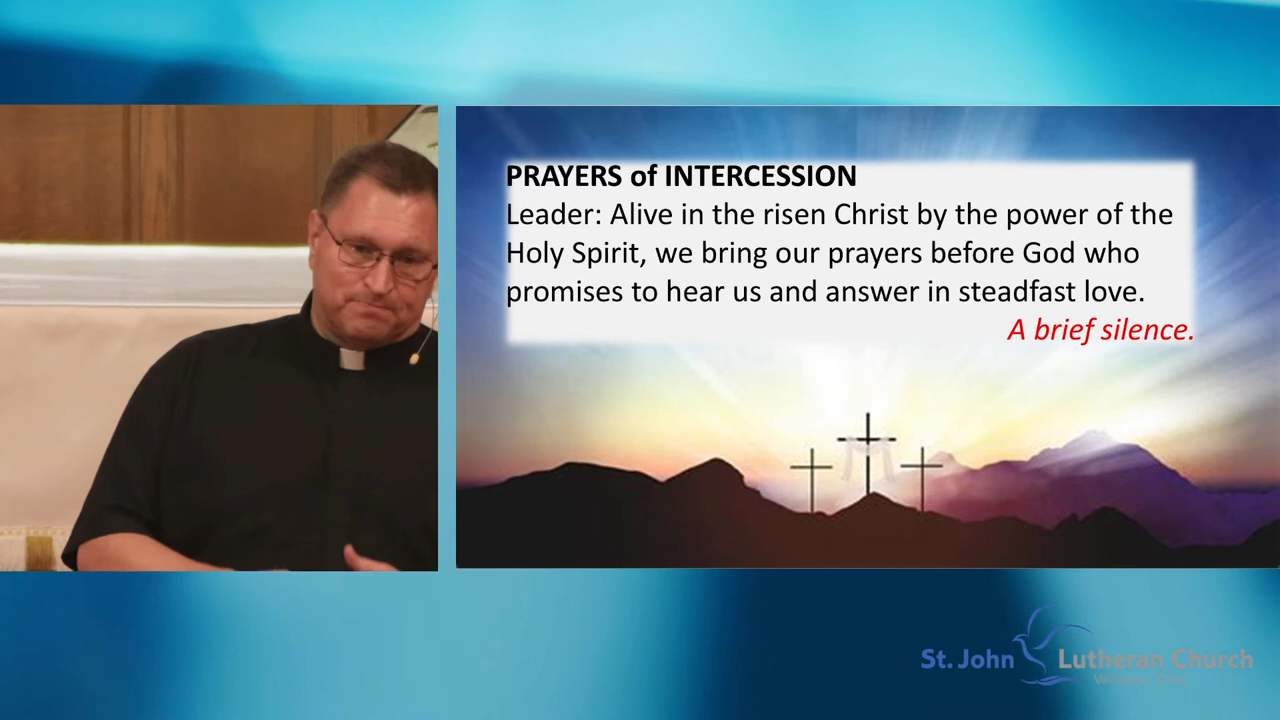 PRAYERS of INTERCESSION
Leader: Alive in the risen Christ by the power of the
Holy Spirit, we bring our prayers before God who
promises to hear us and answer in steadfast love.
A brief silence.
St. John Lutheran Church